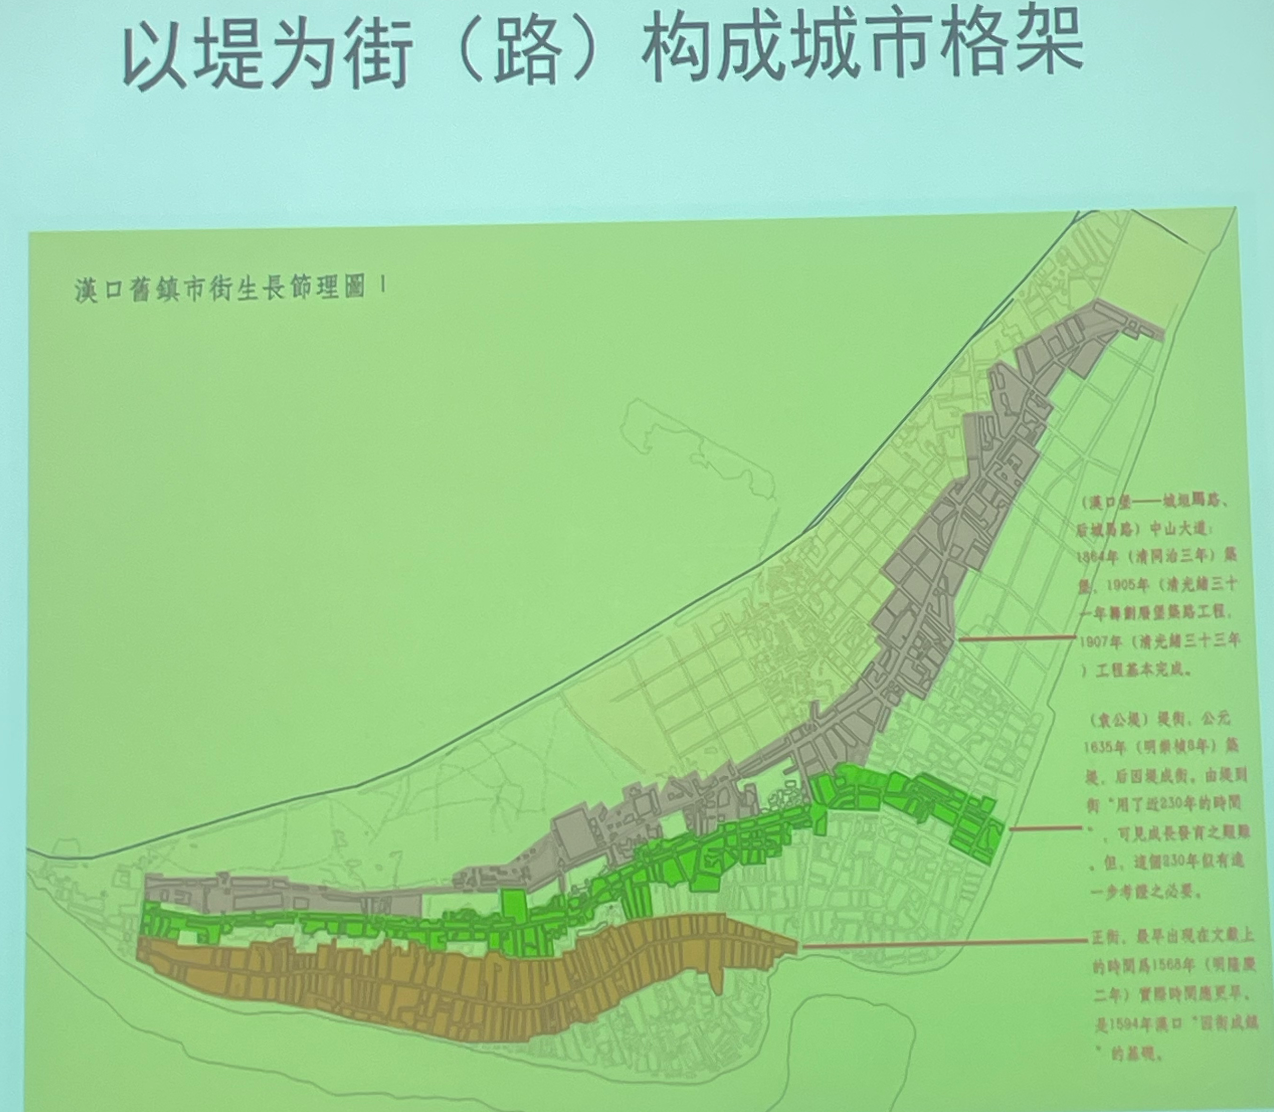 以堤为街（路）构成城市格架
漢口舊鎮市街生長節理圖 1
（漢口堡——城垣馬路、
后城馬路）中山大道：
1864年（清同治三年）築
堡、1905年（清光緒三十
一年籌劃廢堡築路工程，
1907年（清光緒三十三年
）工程基本完成。
（袁公堤）堤街，公元
1635年（明崇禎8年）築
堤，后因堤成街。由堤到
街“用了近230年的時間
”，可見成長發育之艱難
。但，這個230年似有進
一步考證之必要。
正街，最早出現在文獻上
的時間爲1568年（明隆慶
二年）實際時間應更早。
是1594年漢口“因街成鎮
”的基礎。